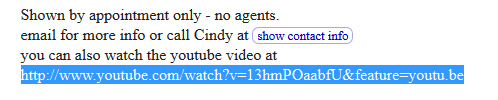 Shown by appointment only - no agents.
email for more info or call Cindy at show contact info
you can also watch the youtube video at
http://www.youtube.com/watch?v=13hmPOaabfU&feature=youtu.be